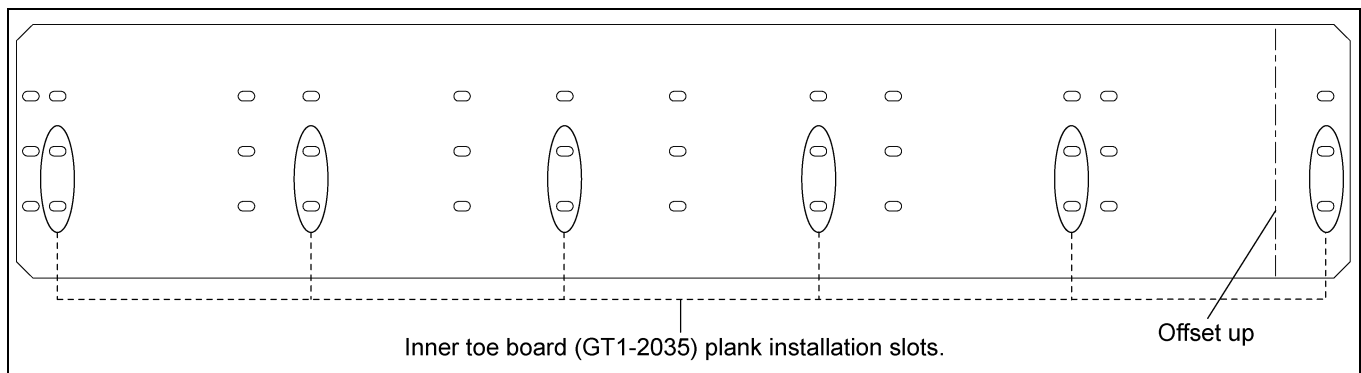 Offset up
Inner toe board (GT1-2035) plank installation slots.